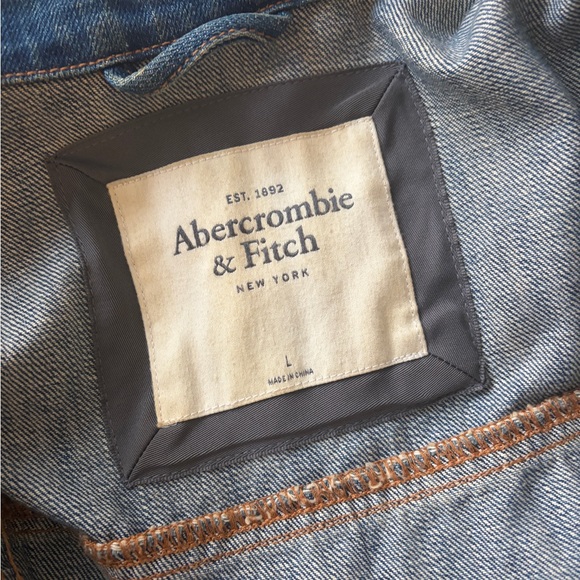 EST. 1892
Abercrombie
& Fitch
NEW YORK
L
MADE IN CHINA